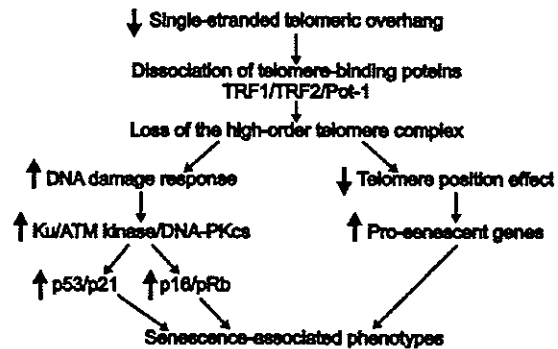 Single-stranded telomeric overhang
Dissociation of telomere-binding poteins
TRF1/TRF2/Pot-1
Loss of the high-order telomere complex
DNA damage response
Telomere position effect
Ku/ATM kinase/DNA-PKcs
Pro-senescent genes
p53/p21
p16/pRb
Senescence-associated phenotypes